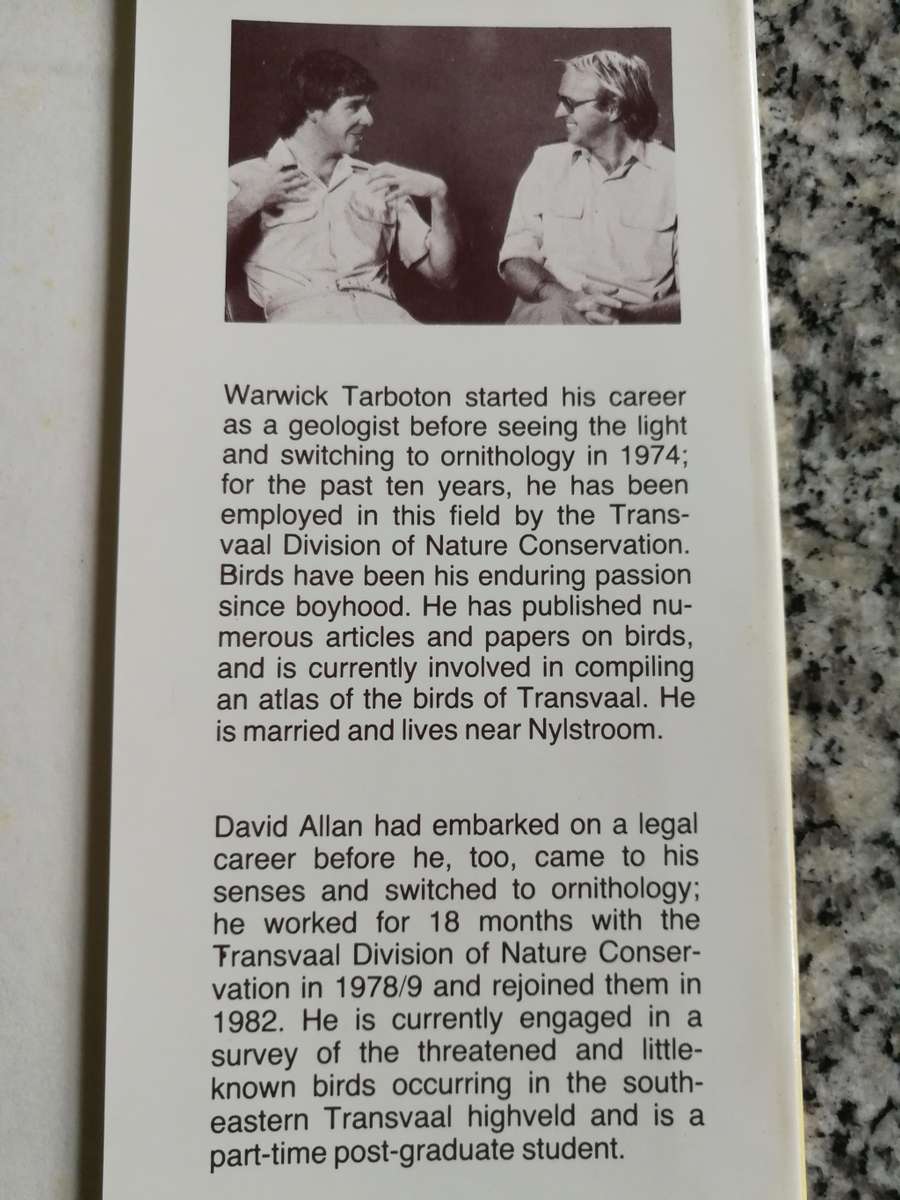 Warwick Tarboton started his career
as a geologist before seeing the light
and switching to ornithology in 1974;
for the past ten years, he has been
employed in this field by the Trans-
vaal Division of Nature Conservation.
Birds have been his enduring passion
since boyhood. He has published nu-
merous articles and papers on birds,
and is currently involved in compiling
an atlas of the birds of Transvaal. He
is married and lives near Nylstroom.
David Allan had embarked on a legal
career before he, too, came to his
senses and switched to ornithology;
he worked for 18 months with the
Transvaal Division of Nature Conser-
vation in 1978/9 and rejoined them in
1982. He is currently engaged in a
survey of the threatened and little-
known birds occurring in the south-
eastern Transvaal highveld and is a
part-time post-graduate student.